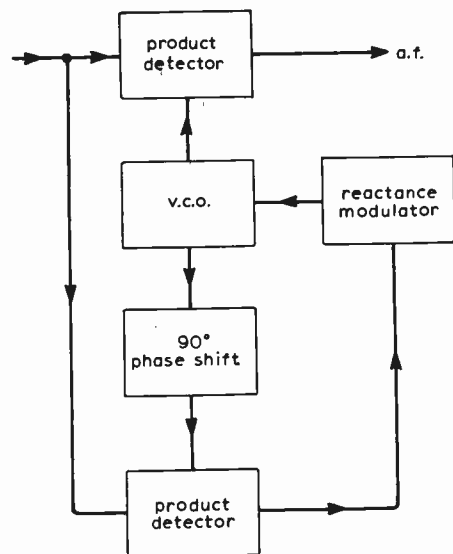 product
detector
a.f.
v.c.o.
reactance
modulator
90°
phase shift
product
detector